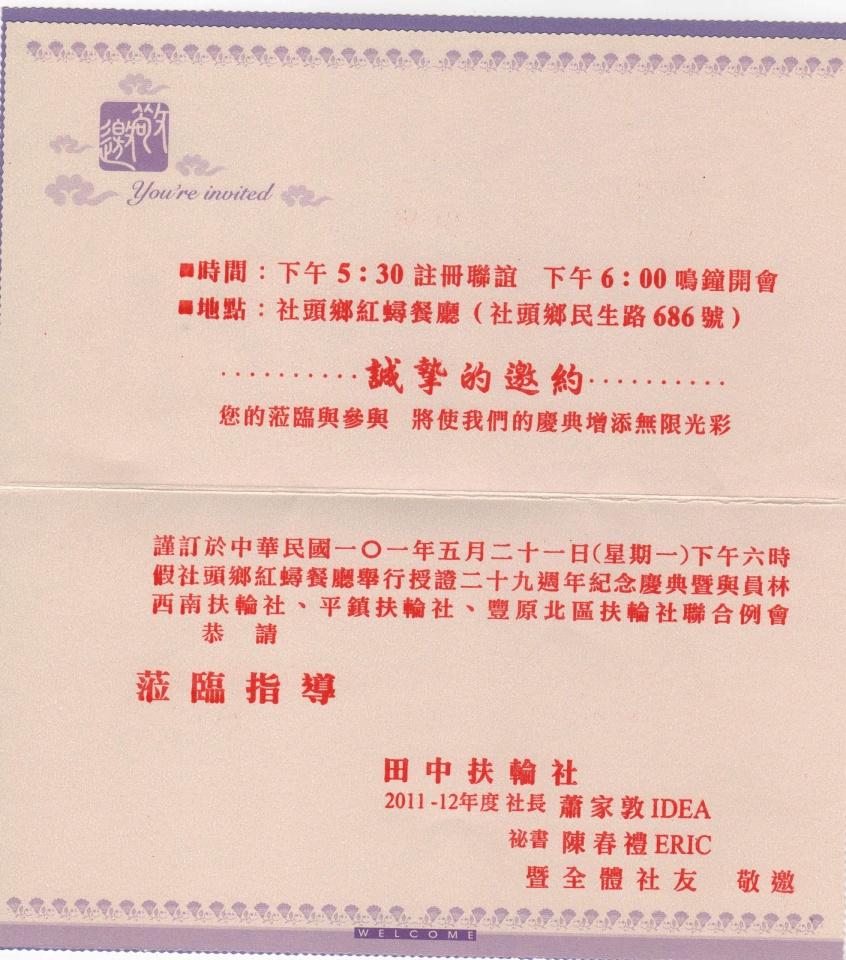 敬邀
You're invited
■時間：下午 5：30 註冊聯誼　下午 6：00 鳴鐘開會
■地點：社頭鄉紅蟳餐廳（社頭鄉民生路 686 號）
··········誠摯的邀約··········
您的蒞臨與參與　將使我們的慶典增添無限光彩
謹訂於中華民國一〇一年五月二十一日(星期一)下午六時
假社頭鄉紅蟳餐廳舉行授證二十九週年紀念慶典暨與員林
西南扶輪社、平鎮扶輪社、豐原北區扶輪社聯合例會
恭　請
蒞臨指導
田中扶輪社
2011-12年度 社長 蕭家敦 IDEA
祕書 陳春禮 ERIC
暨全體社友　敬邀
WELCOME